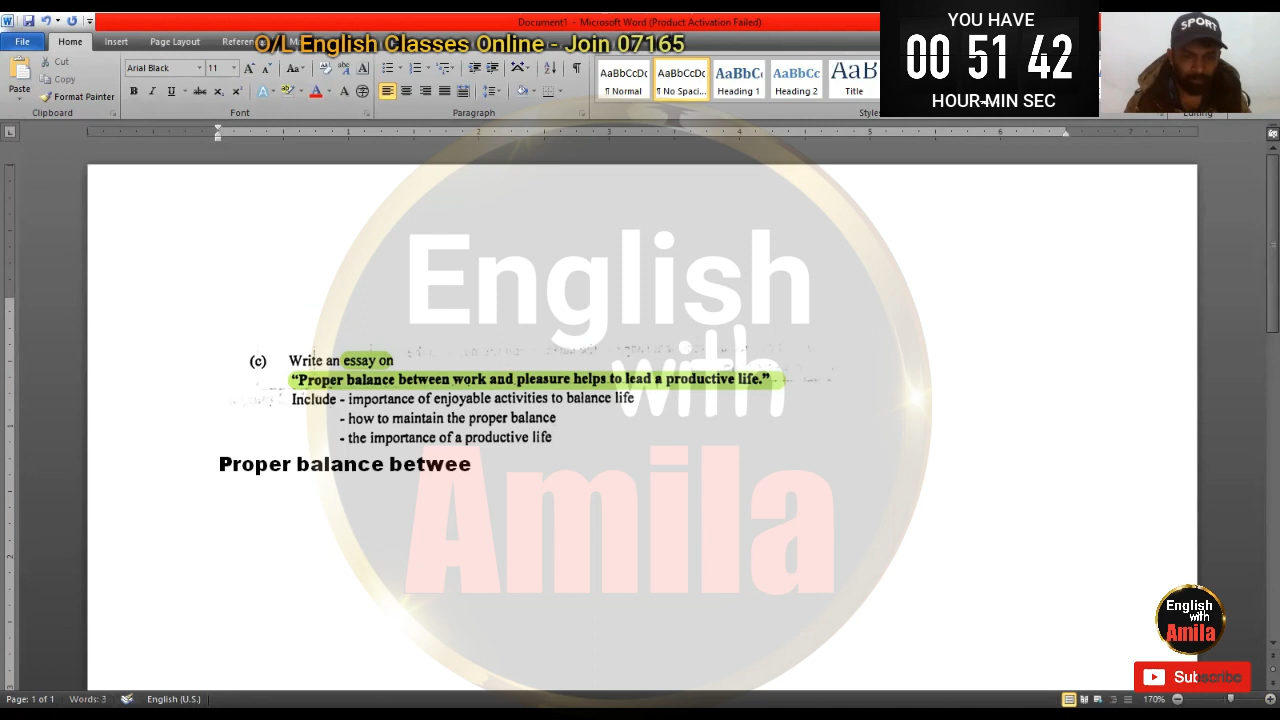 Document1 - Microsoft Word (Product Activation Failed)
File Home Insert Page Layout
O/L English Classes Online - Join 07165
YOU HAVE
00 51 42
HOUR MIN SEC
SPORT
Cut
Copy
Format Painter
Paste
Clipboard
Arial Black 11
Font
Paragraph
AaBbCcDc AaBbCcDc AaBbC AaBbCc AaB
¶ Normal ¶ No Spaci... Heading 1 Heading 2 Title
Editing
English
with
Amila
(c) Write an essay on
"Proper balance between work and pleasure helps to lead a productive life."
Include - importance of enjoyable activities to balance life
- how to maintain the proper balance
- the importance of a productive life
Proper balance betwee
English
with
Amila
Subscribe
Page: 1 of 1 Words: 3 English (U.S.) 170%